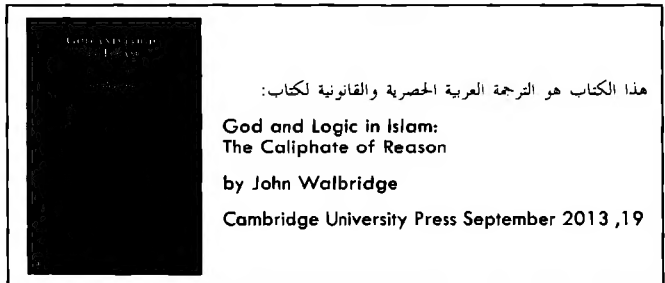 هذا الكتاب هو الترجمة العربية الحصرية والقانونية لكتاب:
God and Logic in Islam:
The Caliphate of Reason
by John Walbridge
Cambridge University Press September 2013 ,19